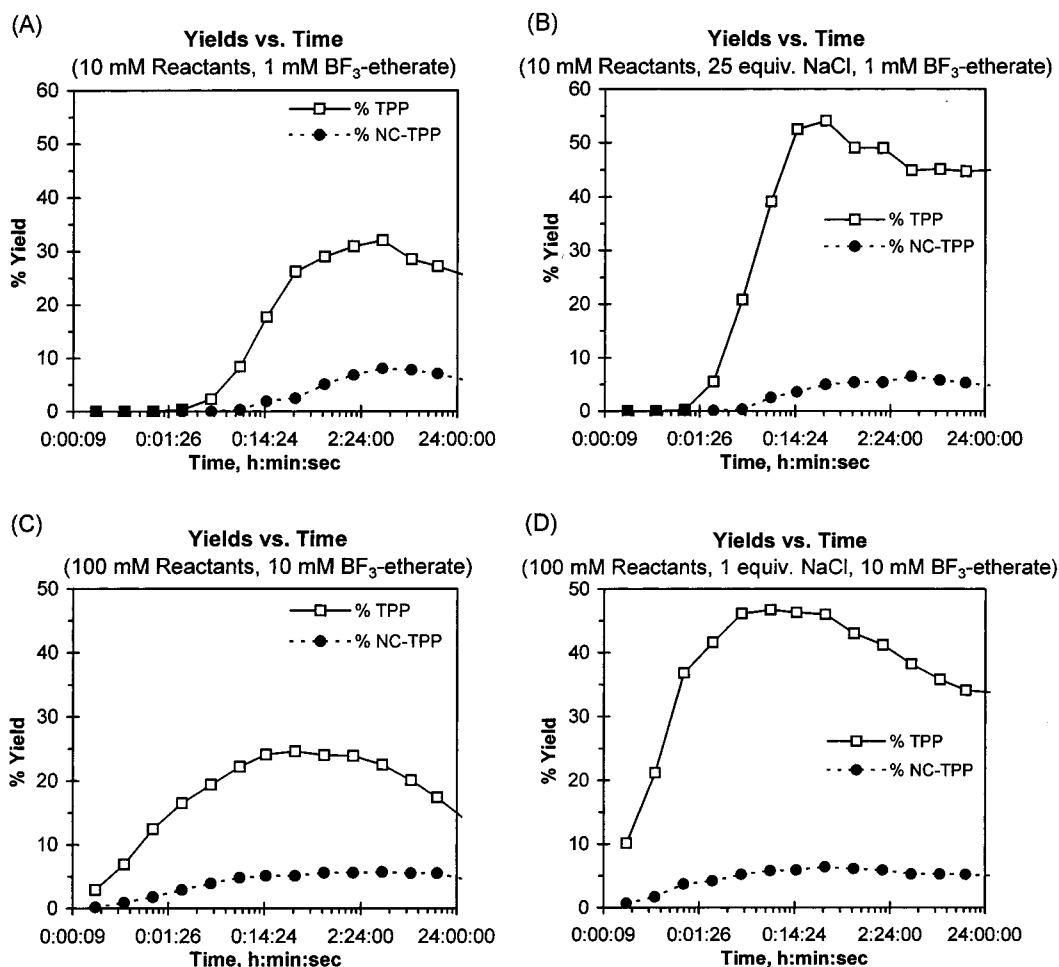 (A)
Yields vs. Time
(10 mM Reactants, 1 mM BF3-etherate)
60
50
40
30
20
10
0
% Yield
% TPP
% NC-TPP
0:00:09 0:01:26 0:14:24 2:24:00 24:00:00
Time, h:min:sec
(B)
Yields vs. Time
(10 mM Reactants, 25 equiv. NaCl, 1 mM BF3-etherate)
60
50
40
30
20
10
0
% Yield
% TPP
% NC-TPP
0:00:09 0:01:26 0:14:24 2:24:00 24:00:00
Time, h:min:sec
(C)
Yields vs. Time
(100 mM Reactants, 10 mM BF3-etherate)
50
40
30
20
10
0
% Yield
% TPP
% NC-TPP
0:00:09 0:01:26 0:14:24 2:24:00 24:00:00
Time, h:min:sec
(D)
Yields vs. Time
(100 mM Reactants, 1 equiv. NaCl, 10 mM BF3-etherate)
50
40
30
20
10
0
% Yield
% TPP
% NC-TPP
0:00:09 0:01:26 0:14:24 2:24:00 24:00:00
Time, h:min:sec